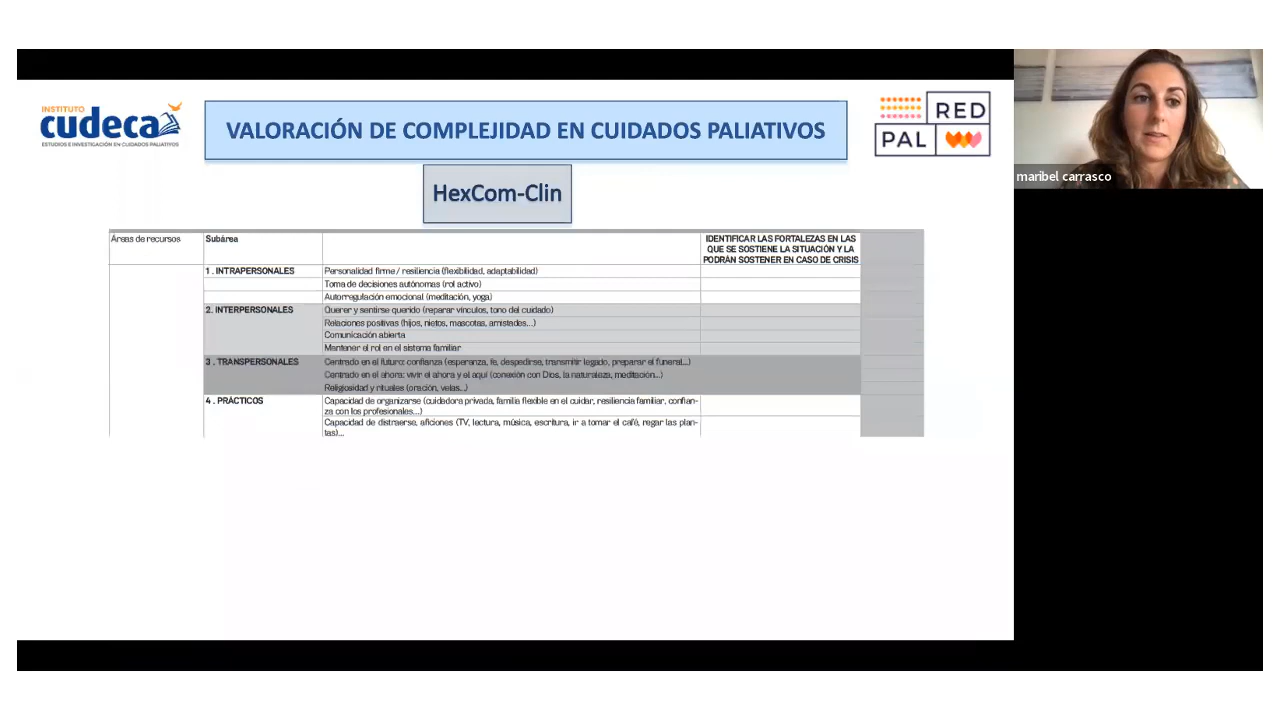 INSTITUTO
cudeca
ESTUDIOS E INVESTIGACIÓN EN CUIDADOS PALIATIVOS
VALORACIÓN DE COMPLEJIDAD EN CUIDADOS PALIATIVOS
RED
PAL
maribel carrasco
HexCom-Clin
Áreas de recursos
Subárea
IDENTIFICAR LAS FORTALEZAS EN LAS
QUE SE SOSTIENE LA SITUACIÓN Y LA
PODRÁN SOSTENER EN CASO DE CRISIS
1 . INTRAPERSONALES
Personalidad firme / resiliencia (flexibilidad, adaptabilidad)
Toma de decisiones autónomas (rol activo)
Autorregulación emocional (meditación, yoga)
2. INTERPERSONALES
Querer y sentirse querido (reparar vínculos, tono del cuidado)
Relaciones positivas (hijos, nietos, mascotas, amistades...)
Comunicación abierta
Mantener el rol en el sistema familiar
3 . TRANSPERSONALES
Centrado en el futuro: confianza (esperanza, fe, despedirse, transmitir legado, preparar el funeral...)
Centrado en el ahora: vivir el ahora y el aquí (conexión con Dios, la naturaleza, meditación...)
Religiosidad y rituales (oración, velas...)
4 . PRÁCTICOS
Capacidad de organizarse (cuidadora privada, familia flexible en el cuidar, resiliencia familiar, confian-
za con los profesionales...)
Capacidad de distraerse, aficiones (TV, lectura, música, escritura, ir a tomar el café, regar las plan-
tas)...